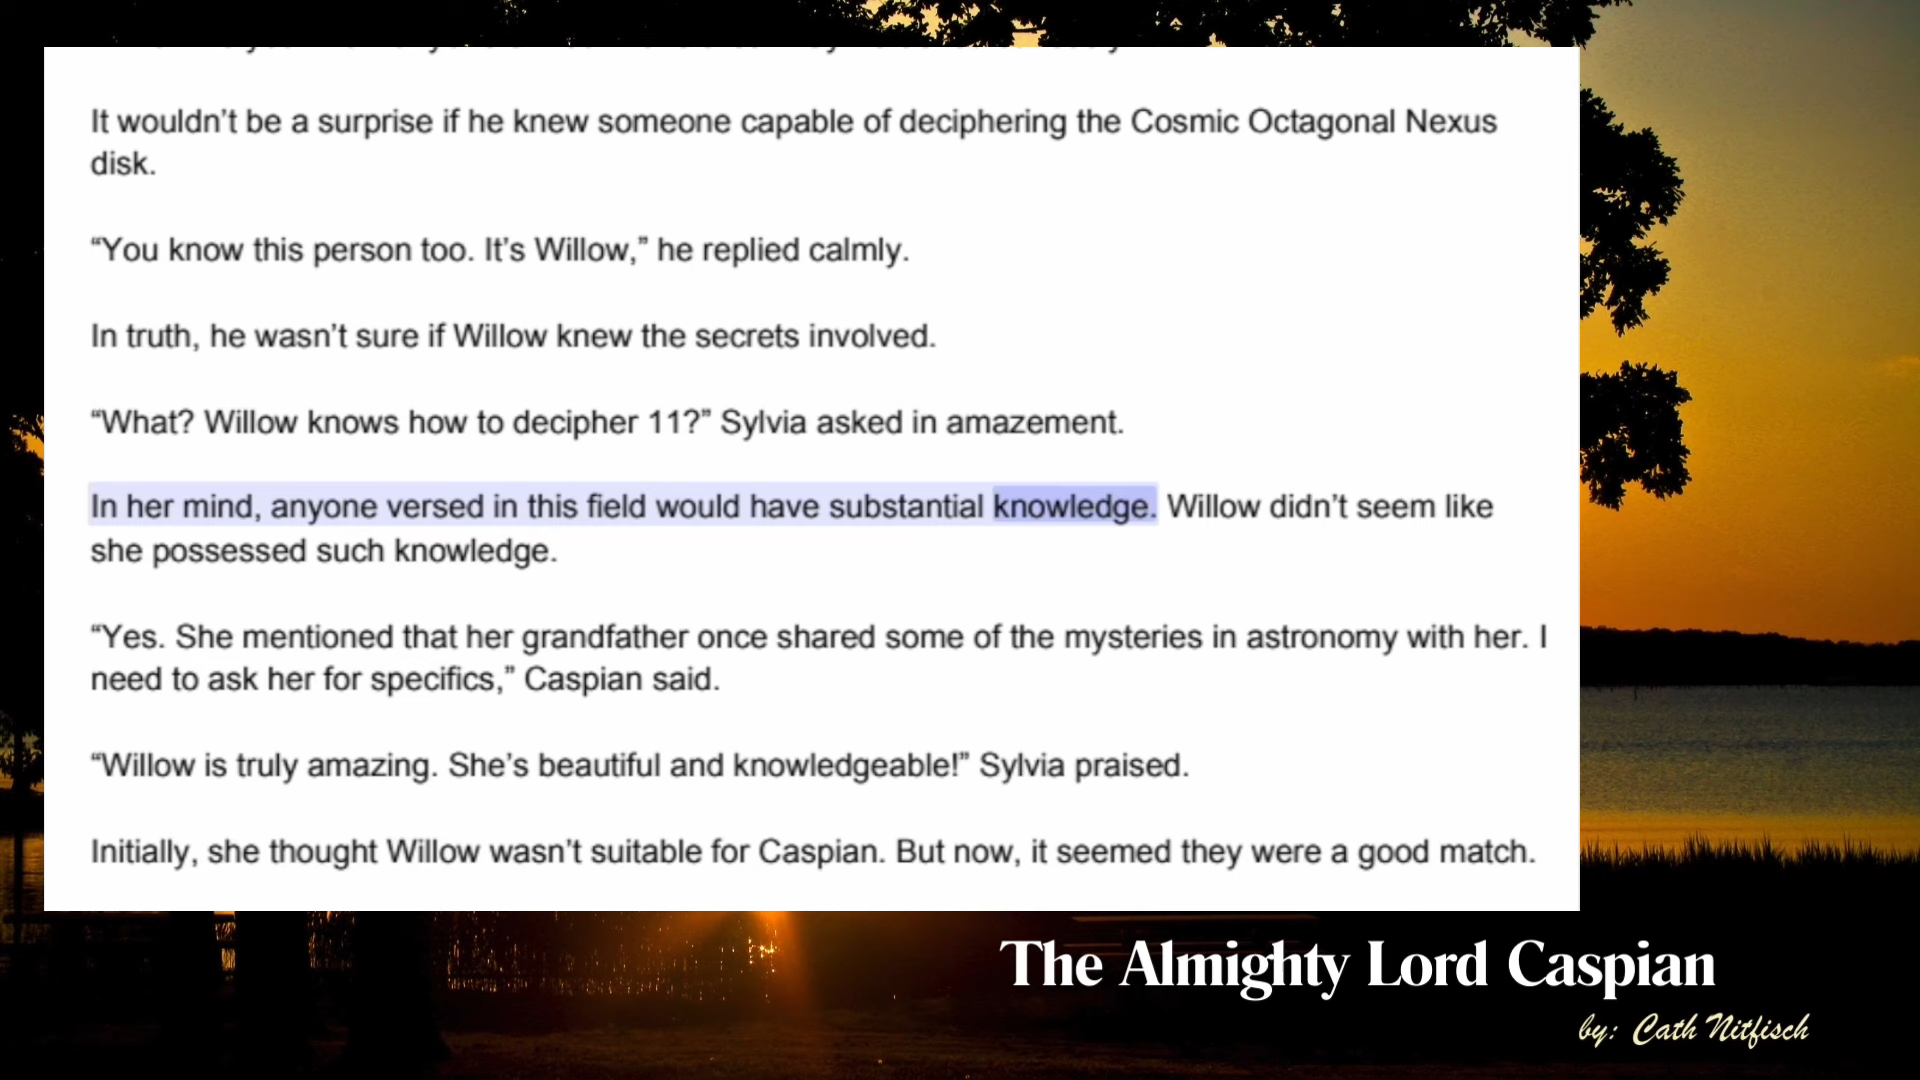 It wouldn’t be a surprise if he knew someone capable of deciphering the Cosmic Octagonal Nexus
disk.
“You know this person too. It’s Willow,” he replied calmly.
In truth, he wasn’t sure if Willow knew the secrets involved.
“What? Willow knows how to decipher 11?” Sylvia asked in amazement.
In her mind, anyone versed in this field would have substantial knowledge. Willow didn’t seem like
she possessed such knowledge.
“Yes. She mentioned that her grandfather once shared some of the mysteries in astronomy with her. I
need to ask her for specifics,” Caspian said.
“Willow is truly amazing. She’s beautiful and knowledgeable!” Sylvia praised.
Initially, she thought Willow wasn’t suitable for Caspian. But now, it seemed they were a good match.
The Almighty Lord Caspian
by: Cath Nitfisch